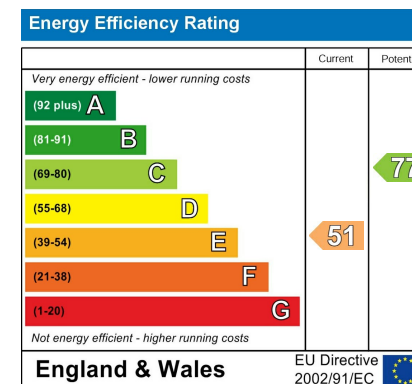 Energy Efficiency Rating
Current Potent
Very energy efficient - lower running costs
(92 plus) A
(81-91) B
(69-80) C
77
(55-68) D
(39-54) E
51
(21-38) F
(1-20) G
Not energy efficient - higher running costs
England & Wales
EU Directive
2002/91/EC